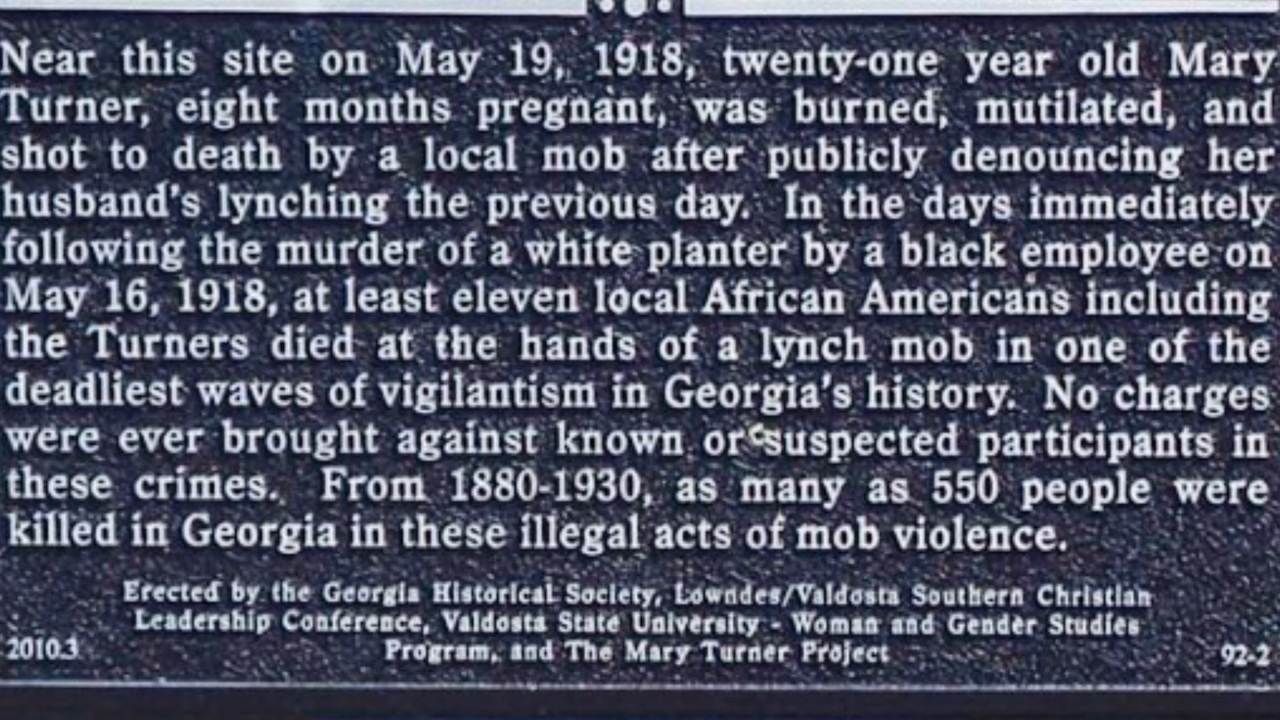 Near this site on May 19, 1918, twenty-one year old Mary
Turner, eight months pregnant, was burned, mutilated, and
shot to death by a local mob after publicly denouncing her
husband's lynching the previous day. In the days immediately
following the murder of a white planter by a black employee on
May 16, 1918, at least eleven local African Americans including
the Turners died at the hands of a lynch mob in one of the
deadliest waves of vigilantism in Georgia's history. No charges
were ever brought against known or suspected participants in
these crimes. From 1880-1930, as many as 550 people were
killed in Georgia in these illegal acts of mob violence.
Erected by the Georgia Historical Society, Lowndes/Valdosta Southern Christian
Leadership Conference, Valdosta State University - Woman and Gender Studies
2010.3 Program, and The Mary Turner Project 92-2